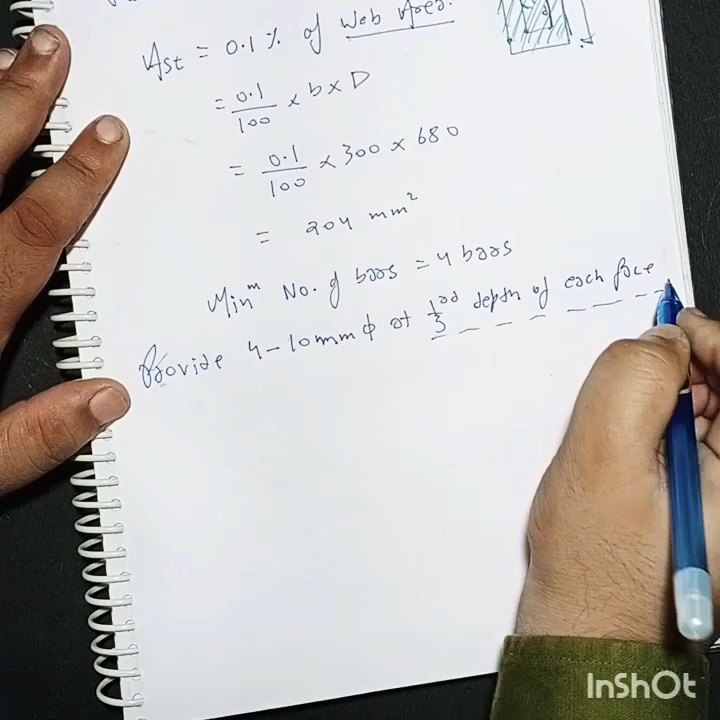 Ast = 0.1% of Web Area.
= 0.1/100 × b × D
= 0.1/100 × 300 × 680
= 204 mm²
Minᵐ No. of bars = 4 bars
Provide 4-10mm ϕ at 1/3rd depth of each face
InShOt